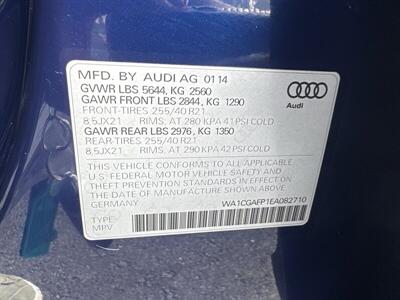 MFD. BY AUDI AG 01 14
GVWR LBS 5644, KG 2560
GAWR FRONT LBS 2844, KG 1290
FRONT-TIRES 255/40 R21
8,5JX21 RIMS, AT 280 KPA 41 PSI COLD
GAWR REAR LBS 2976, KG 1350
REAR-TIRES 255/40 R21
8,5JX21 RIMS, AT 290 KPA 42 PSI COLD
Audi
THIS VEHICLE CONFORMS TO ALL APPLICABLE
U.S. FEDERAL MOTOR VEHICLE SAFETY AND
THEFT PREVENTION STANDARDS IN EFFECT ON THE
DATE OF MANUFACTURE SHOWN ABOVE.
WA1CGAFP1EA082710
TYPE
GERMANY MPV